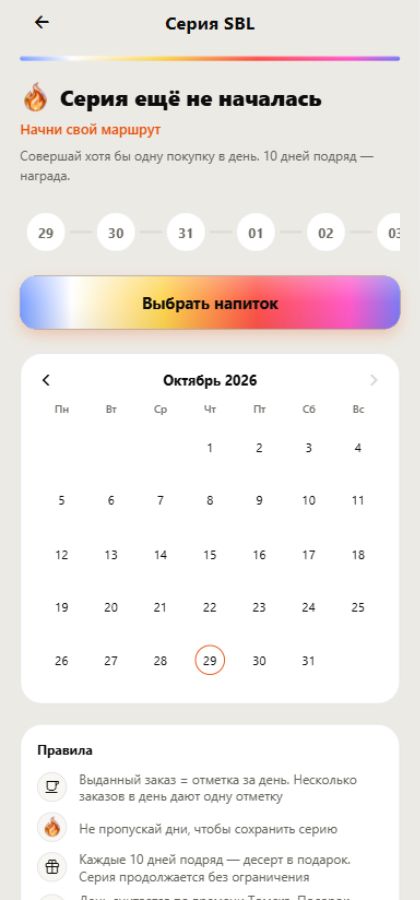 Серия SBL
Серия ещё не началась
Начни свой маршрут
Совершай хотя бы одну покупку в день. 10 дней подряд —
награда.
29 30 31 01 02 03
Выбрать напиток
Октябрь 2026
Пн Вт Ср Чт Пт Сб Вс
1 2 3 4
5 6 7 8 9 10 11
12 13 14 15 16 17 18
19 20 21 22 23 24 25
26 27 28 29 30 31
Правила
Выданный заказ = отметка за день. Несколько
заказов в день дают одну отметку
Не пропускай дни, чтобы сохранить серию
Каждые 10 дней подряд — десерт в подарок.
Серия продолжается без ограничения